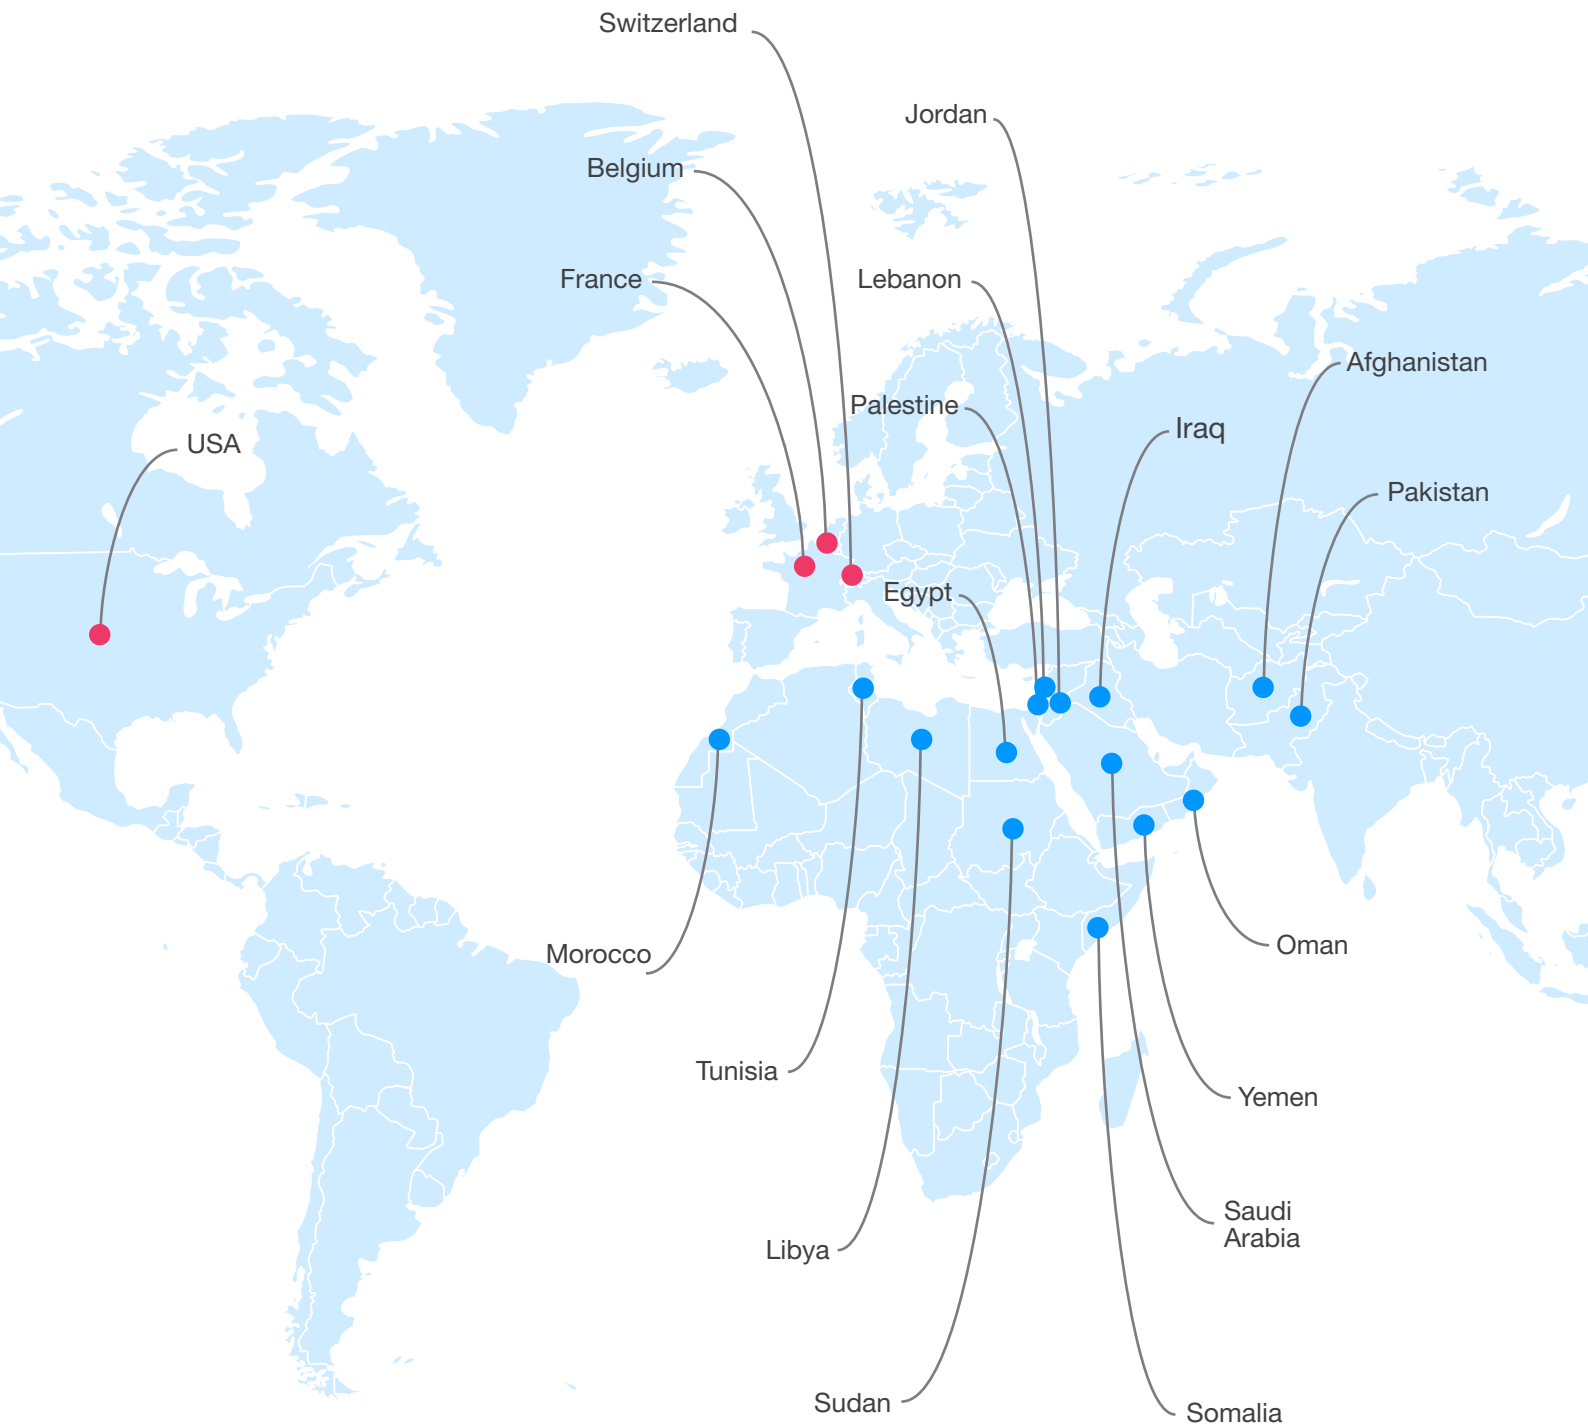 Switzerland
Jordan
Belgium
France
Lebanon
Afghanistan
Palestine
Iraq
USA
Pakistan
Egypt
Morocco
Oman
Tunisia
Yemen
Saudi
Arabia
Libya
Sudan
Somalia